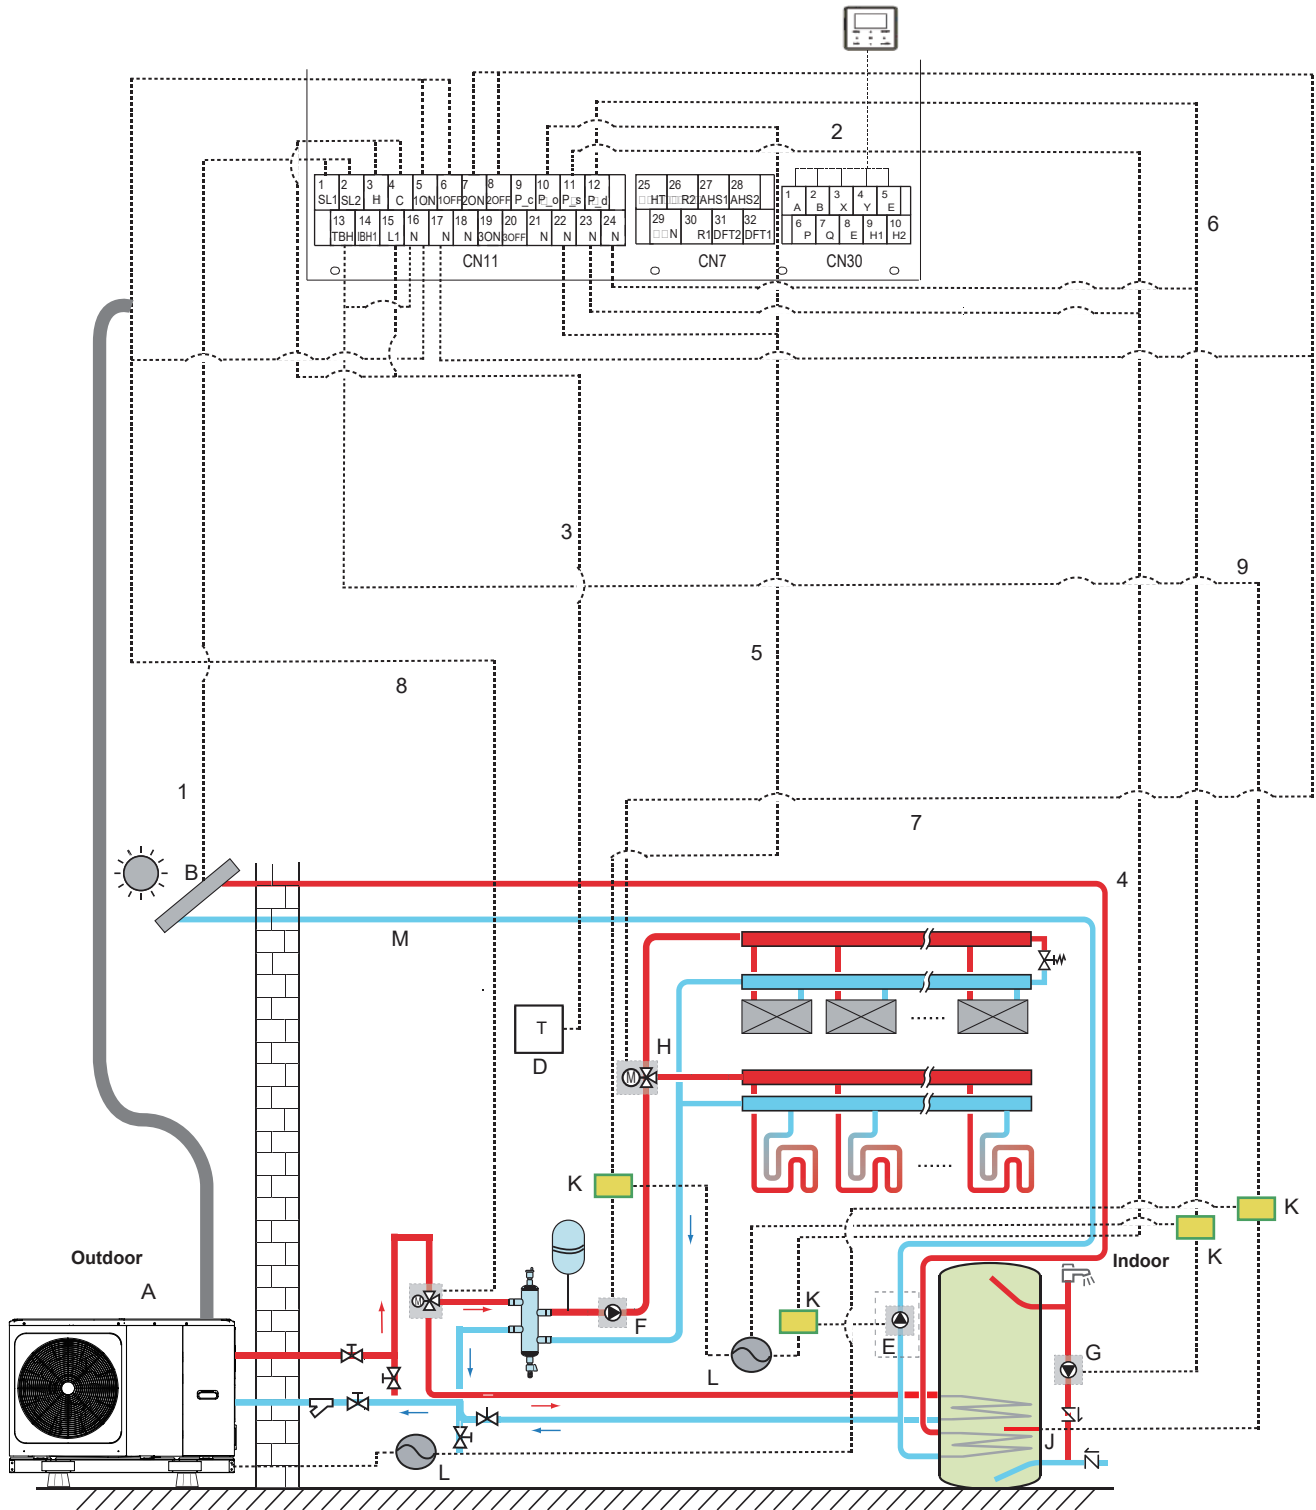 2
1 2 3 4 5 6 7 8 9 10 11 12
SL1 SL2 H C 1ON 1OFF 2ON 2OFF P_c P_o P_s P_d
13 14 15 16 17 18 19 20 21 22 23 24
TBH IBH1 L1 N N N 3ON 3OFF N N N N
CN11
25 26 27 28
HT R2 AHS1 AHS2
29 30 31 32
N R1 DFT2 DFT1
CN7
1 2 3 4 5
A B X Y E
6 7 8 9 10
P Q E H1 H2
CN30
6
3
9
5
8
1
7
B
4
M
T
D
H
M
K
K
K
Outdoor
Indoor
A
M
K
F
E
G
L
J
L